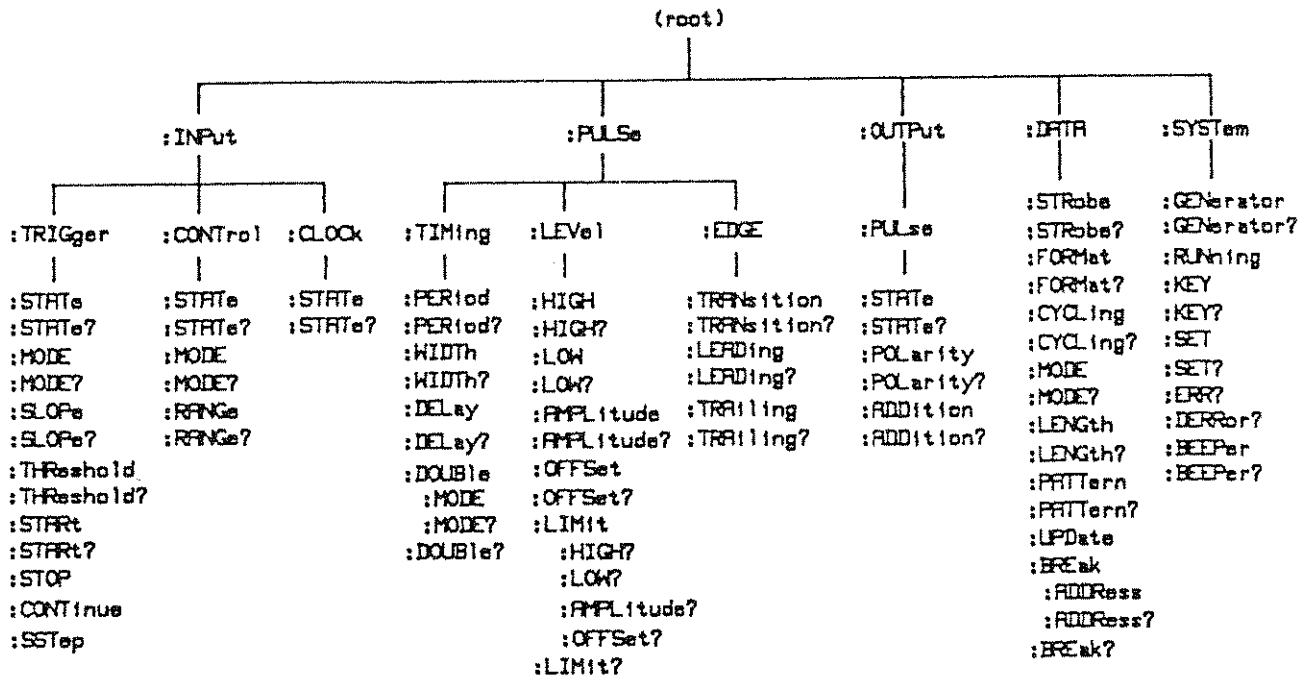 (root)
:INPut :PULSe :OUTPut :DATA :SYSTem
:TRIGger :CONTrol :CLOCk :TIMing :LEVel :EDGE :PULse
:STATe
:STATe?
:MODE
:MODE?
:SLOPe
:SLOPe?
:THReshold
:THReshold?
:STARt
:STARt?
:STOP
:CONTinue
:SSTep
:STATe
:STATe?
:MODE
:MODE?
:RANGe
:RANGe?
:STATe
:STATe?
:PERiod
:PERiod?
:WIDTh
:WIDTh?
:DELay
:DELay?
:DOUBle
:MODE
:MODE?
:DOUBle?
:HIGH
:HIGH?
:LOW
:LOW?
:AMPLitude
:AMPLitude?
:OFFSet
:OFFSet?
:LIMit
:HIGH?
:LOW?
:AMPLitude?
:OFFSet?
:LIMit?
:TRANsition
:TRANsition?
:LEADing
:LEADing?
:TRAiling
:TRAiling?
:STATe
:STATe?
:POLarity
:POLarity?
:ADDition
:ADDition?
:STRobe
:STRobe?
:FORMat
:FORMat?
:CYCLing
:CYCLing?
:MODE
:MODE?
:LENGth
:LENGth?
:PATTern
:PATTern?
:UPDate
:BREak
:ADDRess
:ADDRess?
:BREak?
:GENerator
:GENerator?
:RUNning
:KEY
:KEY?
:SET
:SET?
:ERR?
:DERRor?
:BEEPer
:BEEPer?